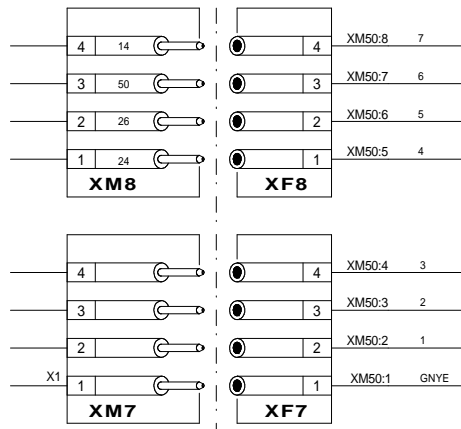 4 14 4 XM50:8 7
3 50 3 XM50:7 6
2 26 2 XM50:6 5
1 24 1 XM50:5 4
XM8 XF8
4 4 XM50:4 3
3 3 XM50:3 2
2 2 XM50:2 1
X1 1 1 XM50:1 GNYE
XM7 XF7